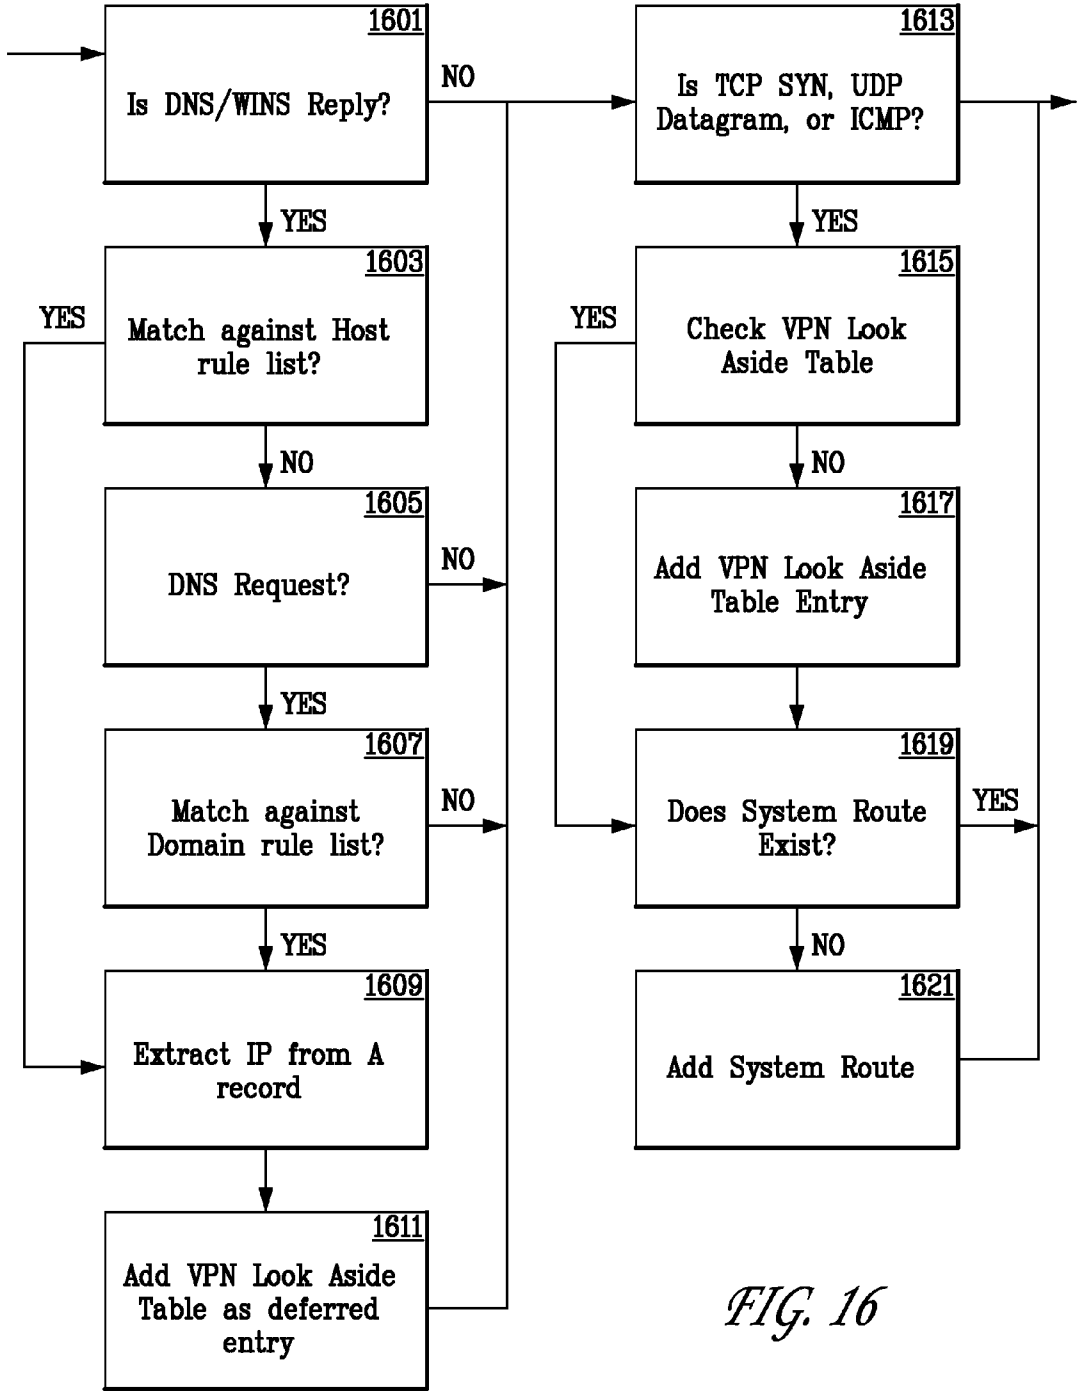 1601
Is DNS/WINS Reply?
NO
YES
1603
YES
Match against Host
rule list?
NO
1605
DNS Request?
NO
YES
1607
Match against
Domain rule list?
NO
YES
1609
Extract IP from A
record
1611
Add VPN Look Aside
Table as deferred
entry
1613
Is TCP SYN, UDP
Datagram, or ICMP?
YES
1615
YES
Check VPN Look
Aside Table
NO
1617
Add VPN Look Aside
Table Entry
1619
Does System Route
Exist?
YES
NO
1621
Add System Route
FIG. 16